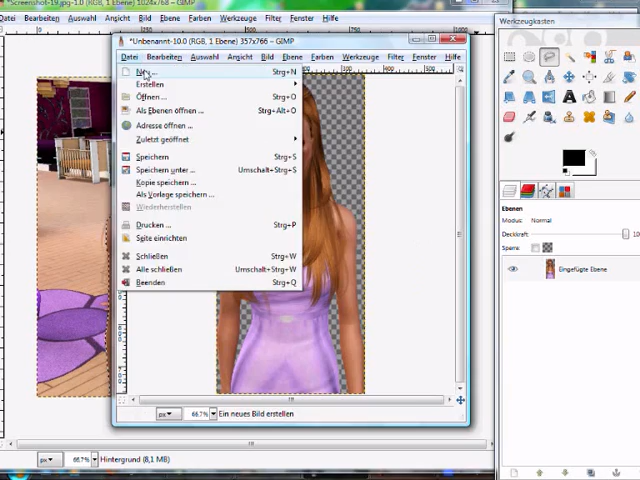 *Screenshot-19.jpg-1.0 (RGB, 1 Ebene) 1024x768 – GIMP
Datei Bearbeiten Auswahl Ansicht Bild Ebene Farben Werkzeuge Filter Fenster Hilfe
*Unbenannt-10.0 (RGB, 1 Ebene) 357x766 – GIMP
Datei Bearbeiten Auswahl Ansicht Bild Ebene Farben Werkzeuge Filter Fenster Hilfe
Neu ... Strg+N
Erstellen
Öffnen ... Strg+O
Als Ebenen öffnen ... Strg+Alt+O
Adresse öffnen ...
Zuletzt geöffnet
Speichern Strg+S
Speichern unter ... Umschalt+Strg+S
Kopie speichern ...
Als Vorlage speichern ...
Wiederherstellen
Drucken ... Strg+P
Seite einrichten
Schließen Strg+W
Alle schließen Umschalt+Strg+W
Beenden Strg+Q
px 66.7% Ein neues Bild erstellen
px 66.7% Hintergrund (8,1 MB)
Werkzeugkasten
Ebenen
Modus: Normal
Deckkraft:
Sperre:
Eingefügte Ebene